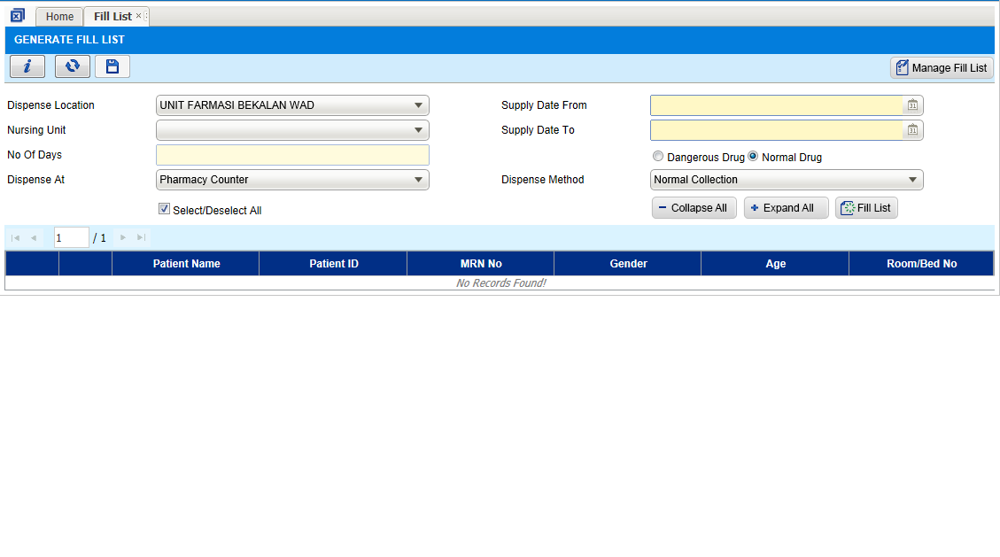 Home Fill List
GENERATE FILL LIST
Manage Fill List
Dispense Location UNIT FARMASI BEKALAN WAD Supply Date From 31
Nursing Unit Supply Date To 31
No Of Days Dangerous Drug Normal Drug
Dispense At Pharmacy Counter Dispense Method Normal Collection
Select/Deselect All Collapse All Expand All Fill List
1 / 1
Patient Name Patient ID MRN No Gender Age Room/Bed No
No Records Found!